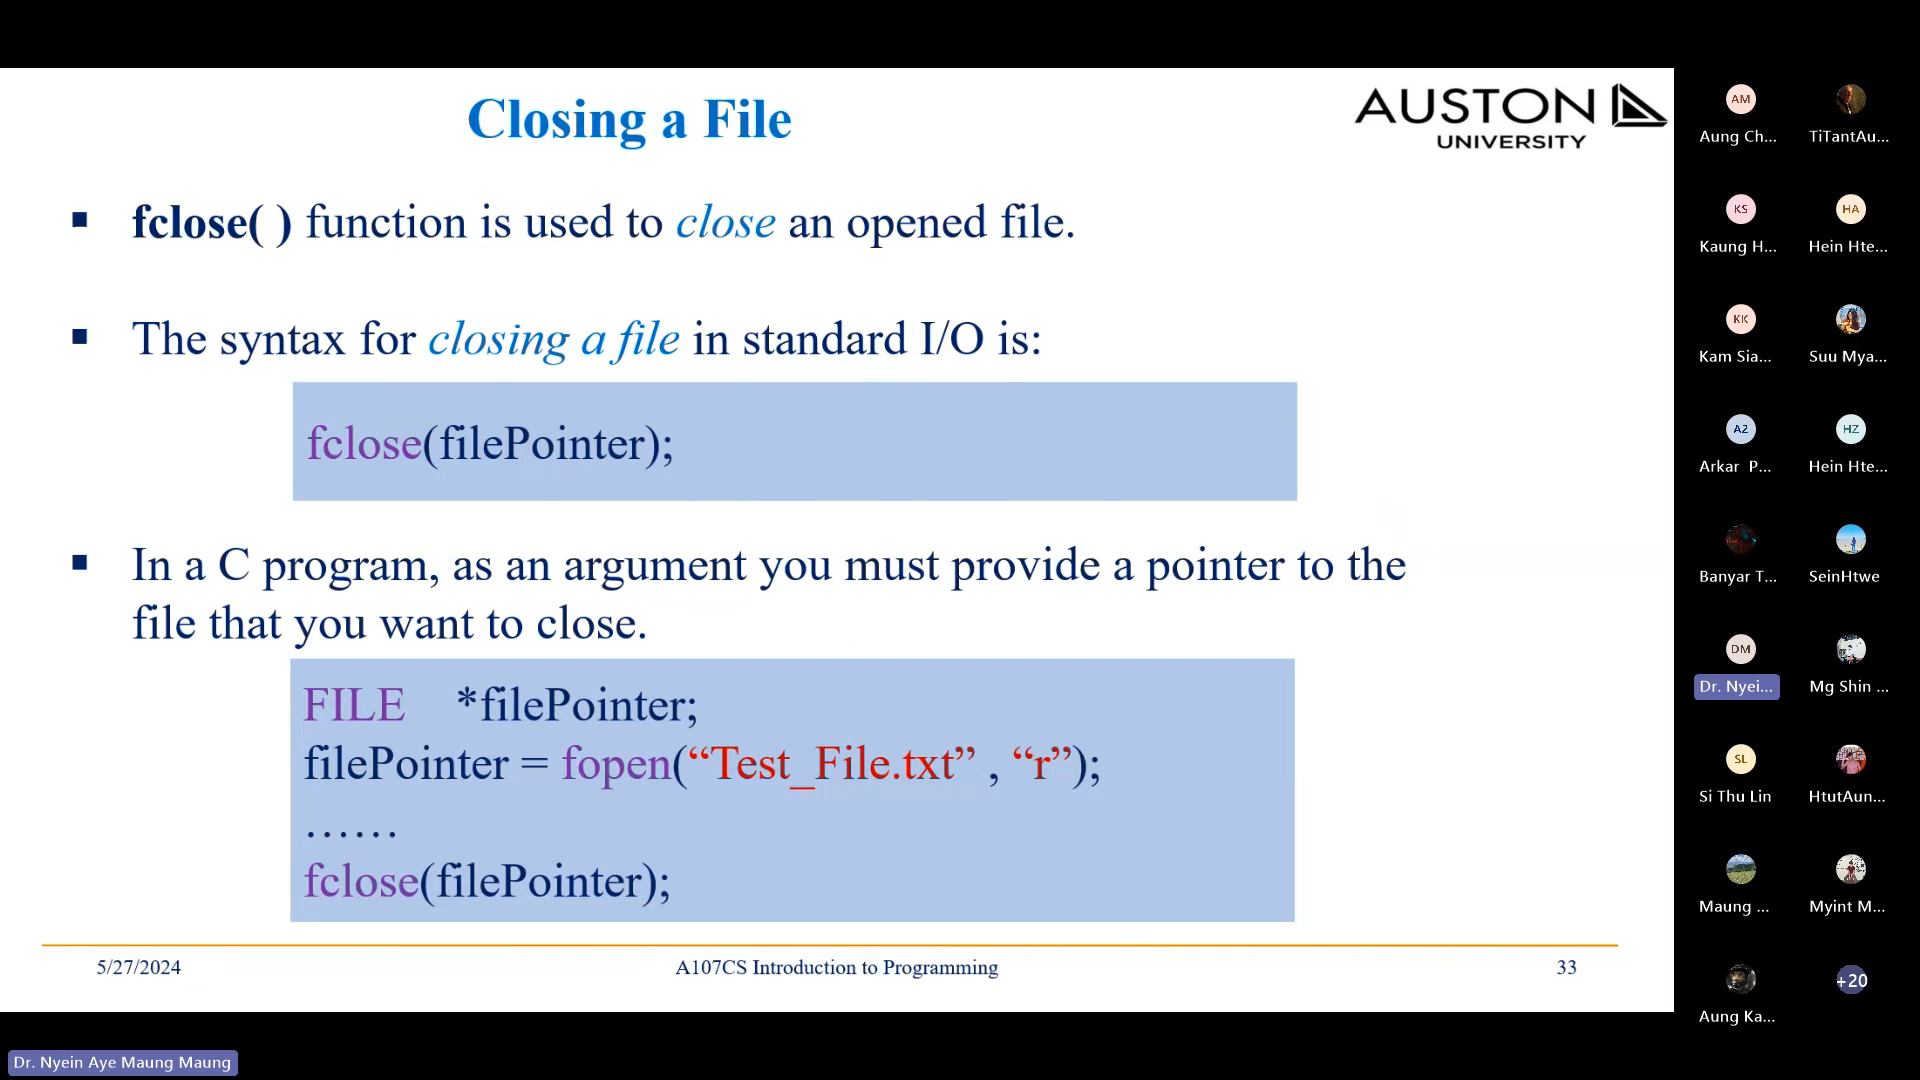 Closing a File
AUSTON
UNIVERSITY
▪ fclose( ) function is used to close an opened file.
▪ The syntax for closing a file in standard I/O is:
fclose(filePointer);
▪ In a C program, as an argument you must provide a pointer to the
file that you want to close.
FILE *filePointer;
filePointer = fopen(“Test_File.txt” , “r”);
……
fclose(filePointer);
5/27/2024
A107CS Introduction to Programming
33
AM
Aung Ch...
TiTantAu...
KS
Kaung H...
HA
Hein Hte...
KK
Kam Sia...
Suu Mya...
A2
Arkar P...
HZ
Hein Hte...
Banyar T...
SeinHtwe
DM
Dr. Nyei...
Mg Shin ...
SL
Si Thu Lin
HtutAun...
Maung ...
Myint M...
Aung Ka...
+20
Dr. Nyein Aye Maung Maung